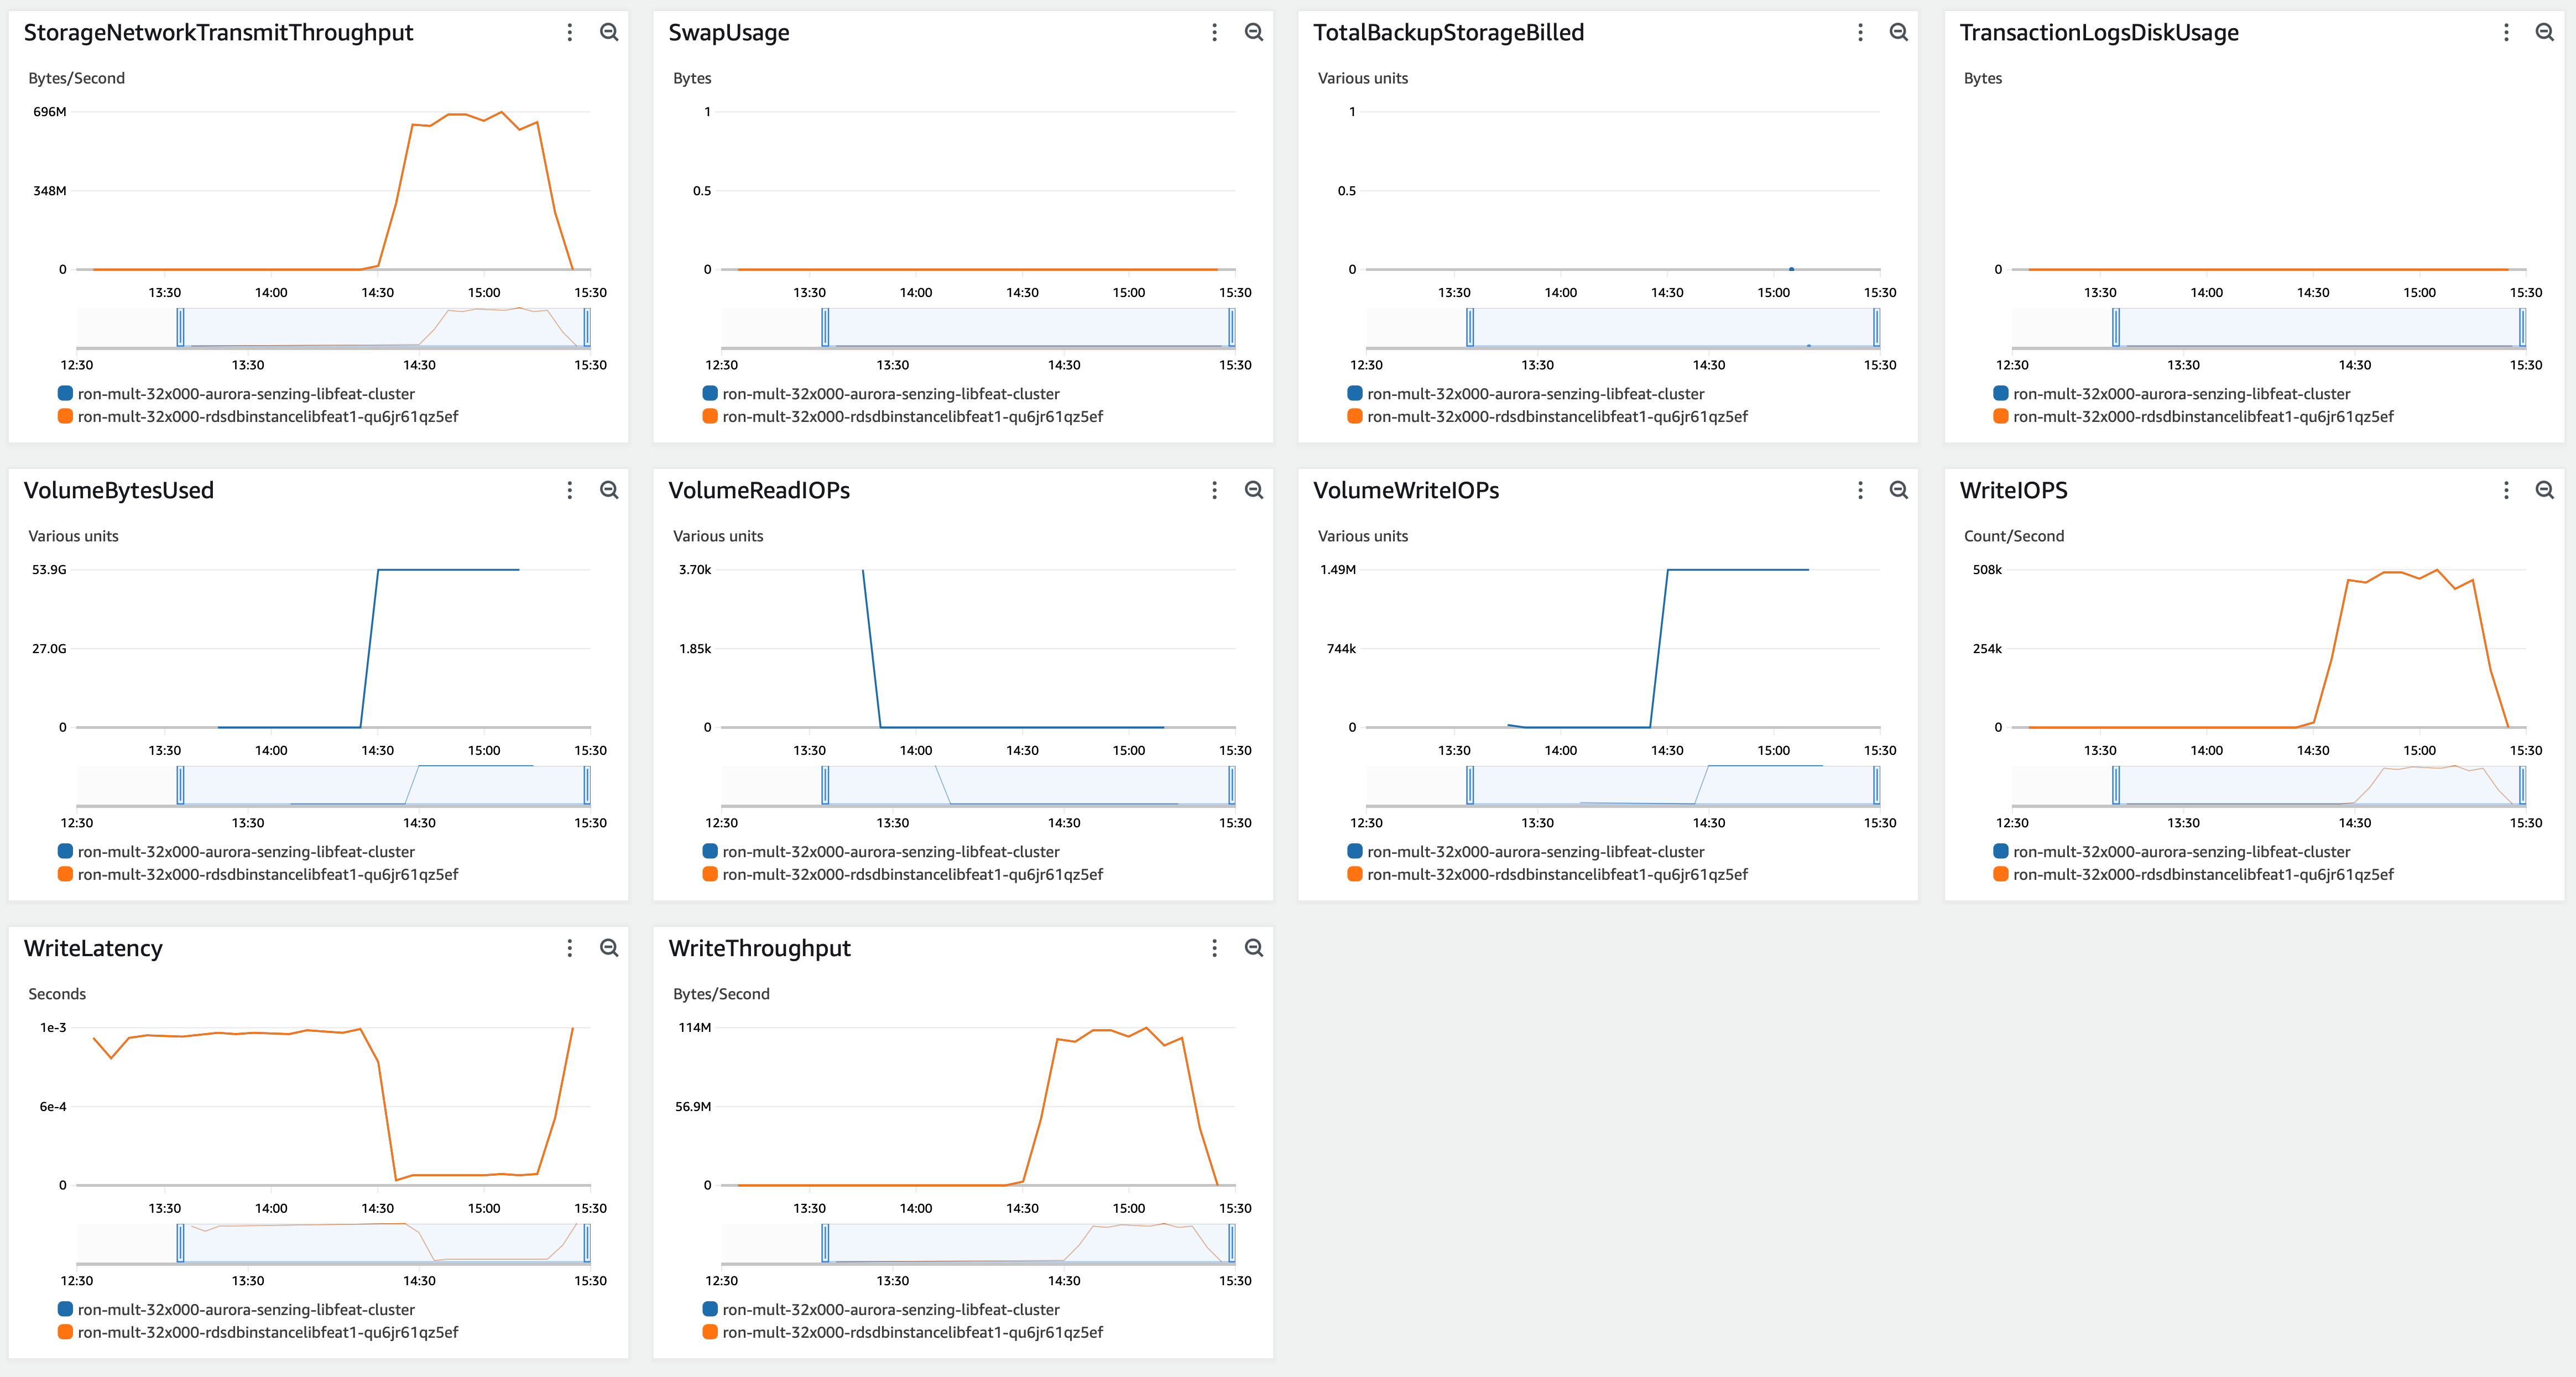 StorageNetworkTransmitThroughput
Bytes/Second
696M
348M
0
13:30 14:00 14:30 15:00 15:30
12:30 13:30 14:30 15:30
ron-mult-32x000-aurora-senzing-libfeat-cluster
ron-mult-32x000-rdsdbinstancelibfeat1-qu6jr61qz5ef
SwapUsage
Bytes
1
0.5
0
13:30 14:00 14:30 15:00 15:30
12:30 13:30 14:30 15:30
ron-mult-32x000-aurora-senzing-libfeat-cluster
ron-mult-32x000-rdsdbinstancelibfeat1-qu6jr61qz5ef
TotalBackupStorageBilled
Various units
1
0.5
0
13:30 14:00 14:30 15:00 15:30
12:30 13:30 14:30 15:30
ron-mult-32x000-aurora-senzing-libfeat-cluster
ron-mult-32x000-rdsdbinstancelibfeat1-qu6jr61qz5ef
TransactionLogsDiskUsage
Bytes
0
13:30 14:00 14:30 15:00 15:30
12:30 13:30 14:30 15:30
ron-mult-32x000-aurora-senzing-libfeat-cluster
ron-mult-32x000-rdsdbinstancelibfeat1-qu6jr61qz5ef
VolumeBytesUsed
Various units
53.9G
27.0G
0
13:30 14:00 14:30 15:00 15:30
12:30 13:30 14:30 15:30
ron-mult-32x000-aurora-senzing-libfeat-cluster
ron-mult-32x000-rdsdbinstancelibfeat1-qu6jr61qz5ef
VolumeReadIOPs
Various units
3.70k
1.85k
0
13:30 14:00 14:30 15:00 15:30
12:30 13:30 14:30 15:30
ron-mult-32x000-aurora-senzing-libfeat-cluster
ron-mult-32x000-rdsdbinstancelibfeat1-qu6jr61qz5ef
VolumeWriteIOPs
Various units
1.49M
744k
0
13:30 14:00 14:30 15:00 15:30
12:30 13:30 14:30 15:30
ron-mult-32x000-aurora-senzing-libfeat-cluster
ron-mult-32x000-rdsdbinstancelibfeat1-qu6jr61qz5ef
WriteIOPS
Count/Second
508k
254k
0
13:30 14:00 14:30 15:00 15:30
12:30 13:30 14:30 15:30
ron-mult-32x000-aurora-senzing-libfeat-cluster
ron-mult-32x000-rdsdbinstancelibfeat1-qu6jr61qz5ef
WriteLatency
Seconds
1e-3
6e-4
0
13:30 14:00 14:30 15:00 15:30
12:30 13:30 14:30 15:30
ron-mult-32x000-aurora-senzing-libfeat-cluster
ron-mult-32x000-rdsdbinstancelibfeat1-qu6jr61qz5ef
WriteThroughput
Bytes/Second
114M
56.9M
0
13:30 14:00 14:30 15:00 15:30
12:30 13:30 14:30 15:30
ron-mult-32x000-aurora-senzing-libfeat-cluster
ron-mult-32x000-rdsdbinstancelibfeat1-qu6jr61qz5ef